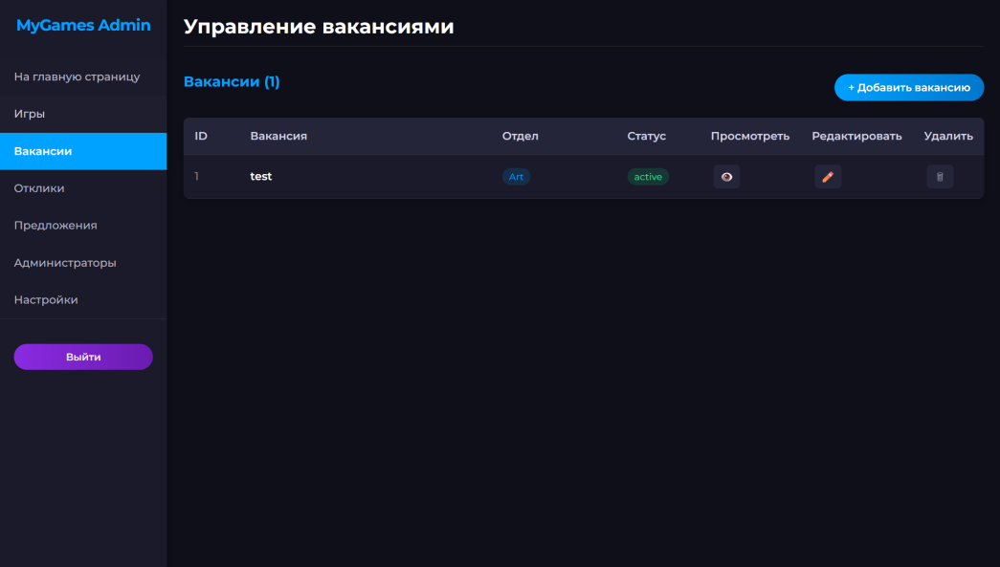 MyGames Admin
На главную страницу
Игры
Вакансии
Отклики
Предложения
Администраторы
Настройки
Выйти
Управление вакансиями
Вакансии (1)
+ Добавить вакансию
ID Вакансия Отдел Статус Просмотреть Редактировать Удалить
1 test Art active